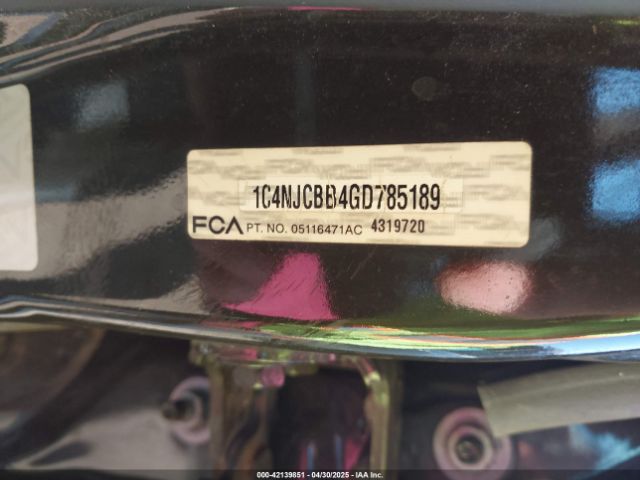 1C4NJCBB4GD785189
FCA PT. NO. 05116471AC 4319720
000-42139851 - 04/30/2025 - IAA Inc.